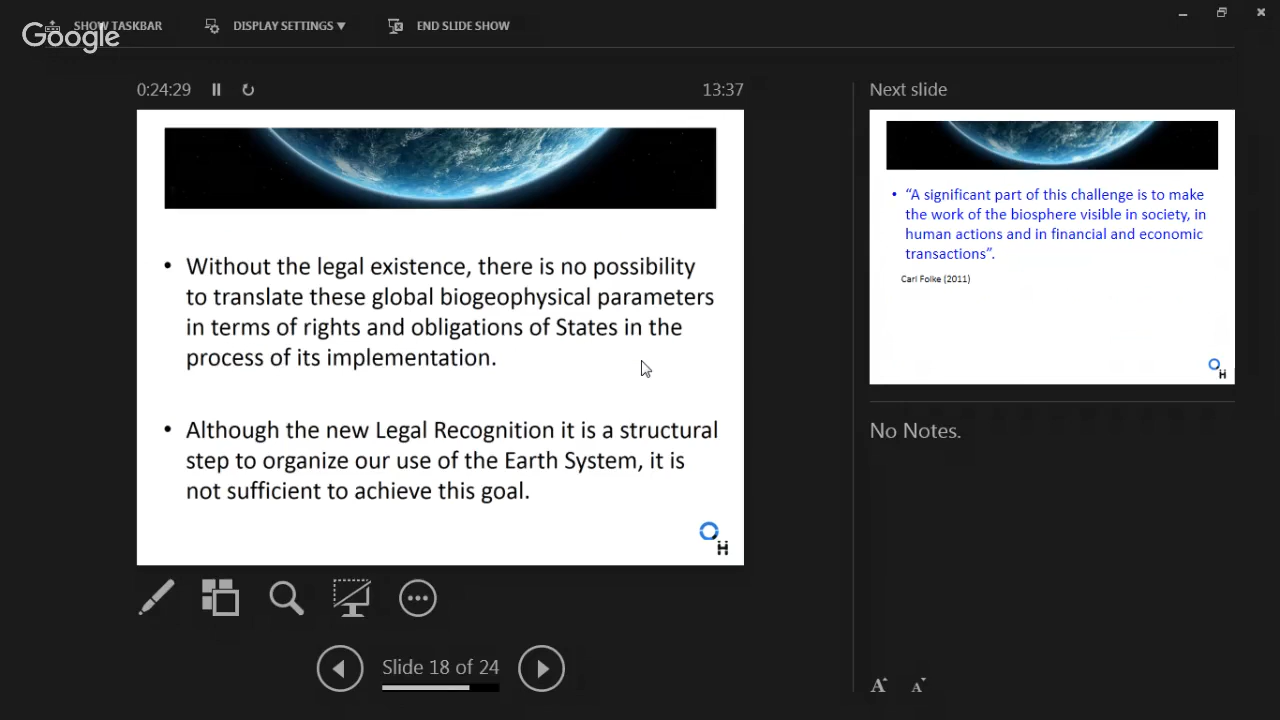 SHOW TASKBAR
DISPLAY SETTINGS ▼
END SLIDE SHOW
Google
0:24:29
13:37
Next slide
• Without the legal existence, there is no possibility
to translate these global biogeophysical parameters
in terms of rights and obligations of States in the
process of its implementation.
• Although the new Legal Recognition it is a structural
step to organize our use of the Earth System, it is
not sufficient to achieve this goal.
OH
• “A significant part of this challenge is to make
the work of the biosphere visible in society, in
human actions and in financial and economic
transactions”.
Carl Folke (2011)
OH
No Notes.
Slide 18 of 24
A A